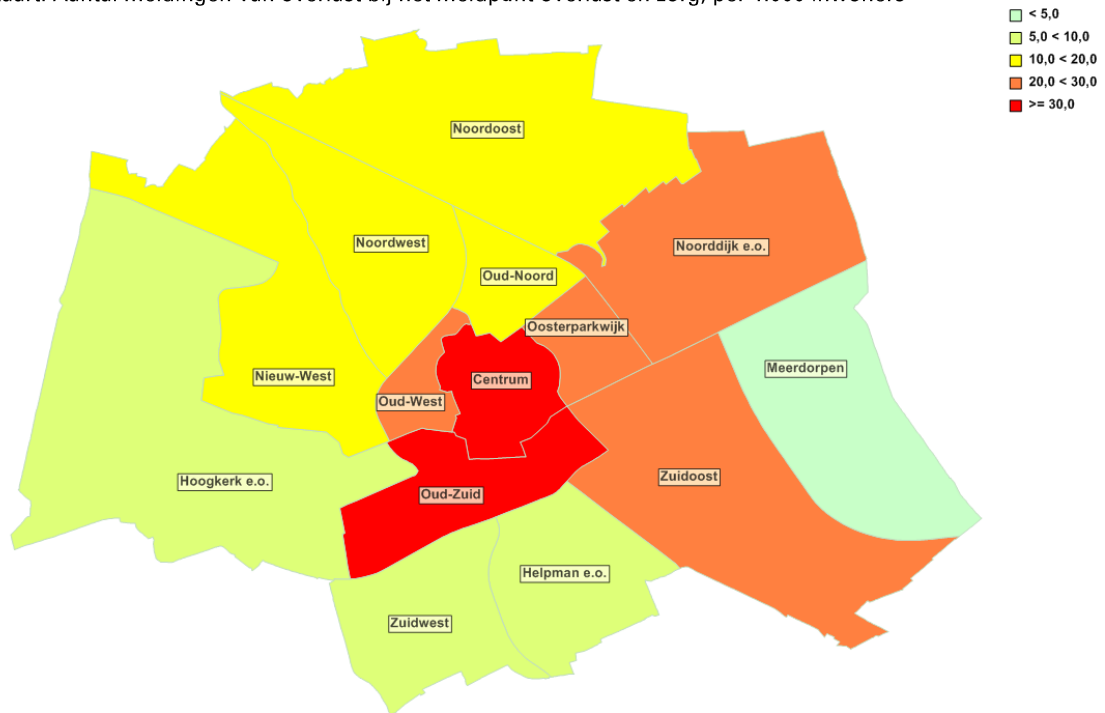 Aantal meldingen van overlast bij het meldpunt overlast en zorg, per 1.000 inwoners
< 5,0
5,0 < 10,0
10,0 < 20,0
20,0 < 30,0
>= 30,0
Noordoost
Noordwest
Noorddijk e.o.
Oud-Noord
Oosterparkwijk
Meerdorpen
Nieuw-West
Centrum
Oud-West
Hoogkerk e.o.
Zuidoost
Oud-Zuid
Helpman e.o.
Zuidwest